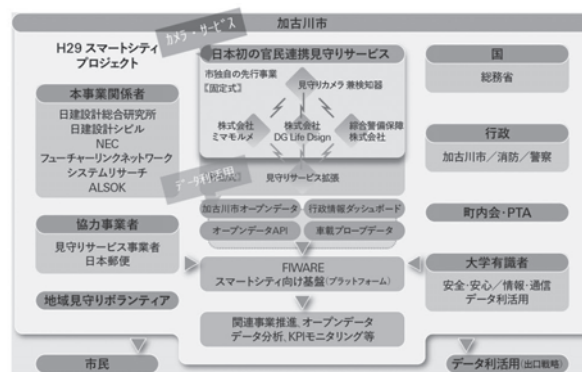 加古川市
カメラ・サービス
H29 スマートシティ
プロジェクト
本事業関係者
日建設計総合研究所
日建設計シビル
NEC
フューチャーリンクネットワーク
システムリサーチ
ALSOK
協力事業者
見守りサービス事業者
日本郵便
地域見守りボランティア
市民
日本初の官民連携見守りサービス
市独自の先行事業
【固定式】
見守りカメラ 兼検知器
株式会社
ミマモルメ
株式会社
DG Life Dsign
綜合警備保障
株式会社
データ利活用
見守りサービス拡張
加古川市オープンデータ
行政情報ダッシュボード
オープンデータAPI
車載プローブデータ
FIWARE
スマートシティ向け基盤(プラットフォーム)
関連事業推進、オープンデータ
データ分析、KPIモニタリング等
国
総務省
行政
加古川市／消防／警察
町内会・PTA
大学有識者
安全・安心／情報・通信
データ利活用
データ利活用(出口戦略)